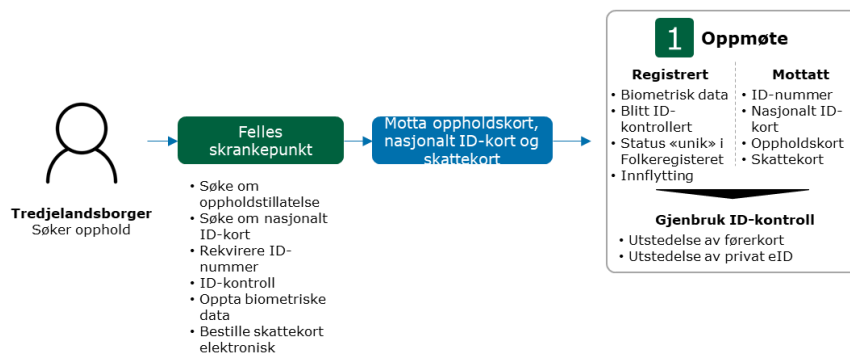 Tredjelandsborger
Søker opphold
Felles
skrankepunkt
• Søke om
oppholdstillatelse
• Søke om nasjonalt
ID-kort
• Rekvirere ID-
nummer
• ID-kontroll
• Oppta biometriske
data
• Bestille skattekort
elektronisk
Motta oppholdskort,
nasjonalt ID-kort og
skattekort
1 Oppmøte
Registrert
• Biometrisk data
• Blitt ID-
kontrollert
• Status «unik» i
Folkeregisteret
• Innflytting
Mottatt
• ID-nummer
• Nasjonalt ID-
kort
• Oppholdskort
• Skattekort
Gjenbruk ID-kontroll
• Utstedelse av førerkort
• Utstedelse av privat eID